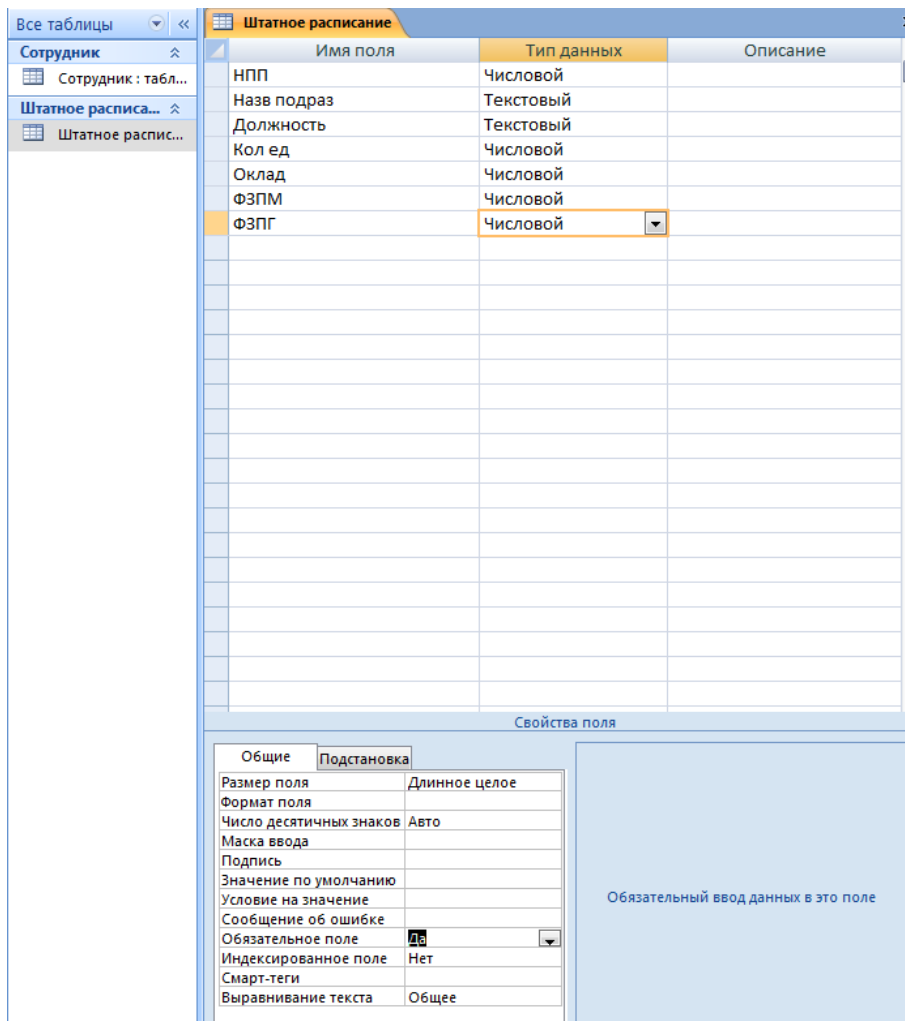 Все таблицы
Сотрудник
Сотрудник : табл...
Штатное расписа...
Штатное распис...
Штатное расписание
Имя поля Тип данных Описание
НПП Числовой
Назв подраз Текстовый
Должность Текстовый
Кол ед Числовой
Оклад Числовой
ФЗПМ Числовой
ФЗПГ Числовой
Свойства поля
Общие Подстановка
Размер поля Длинное целое
Формат поля
Число десятичных знаков Авто
Маска ввода
Подпись
Значение по умолчанию
Условие на значение
Сообщение об ошибке
Обязательное поле Да
Индексированное поле Нет
Смарт-теги
Выравнивание текста Общее
Обязательный ввод данных в это поле